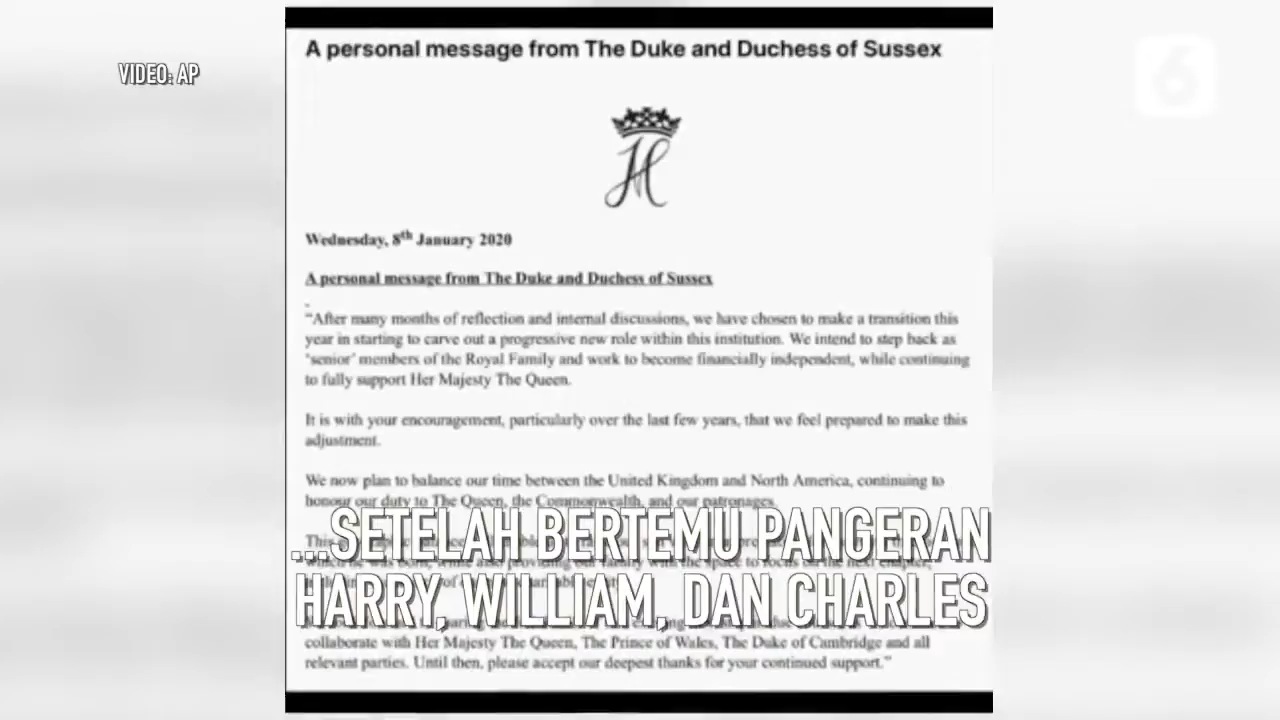 A personal message from The Duke and Duchess of Sussex
VIDEO: AP
6
H
Wednesday, 8th January 2020
A personal message from The Duke and Duchess of Sussex
"After many months of reflection and internal discussions, we have chosen to make a transition this
year in starting to carve out a progressive new role within this institution. We intend to step back as
'senior' members of the Royal Family and work to become financially independent, while continuing
to fully support Her Majesty The Queen.
It is with your encouragement, particularly over the last few years, that we feel prepared to make this
adjustment.
We now plan to balance our time between the United Kingdom and North America, continuing to
honour our duty to The Queen, the Commonwealth, and our patronages.
...SETELAH BERTEMU PANGERAN
HARRY, WILLIAM, DAN CHARLES
collaborate with Her Majesty The Queen, The Prince of Wales, The Duke of Cambridge and all
relevant parties. Until then, please accept our deepest thanks for your continued support."